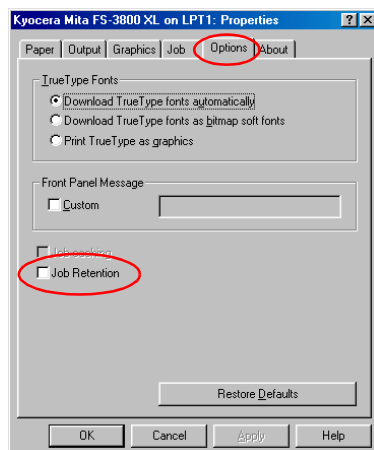 Kyocera Mita FS-3800 XL on LPT1: Properties
Paper Output Graphics Job Options About
TrueType Fonts
Download TrueType fonts automatically
Download TrueType fonts as bitmap soft fonts
Print TrueType as graphics
Front Panel Message
Custom
Job caching
Job Retention
Restore Defaults
OK Cancel Apply Help